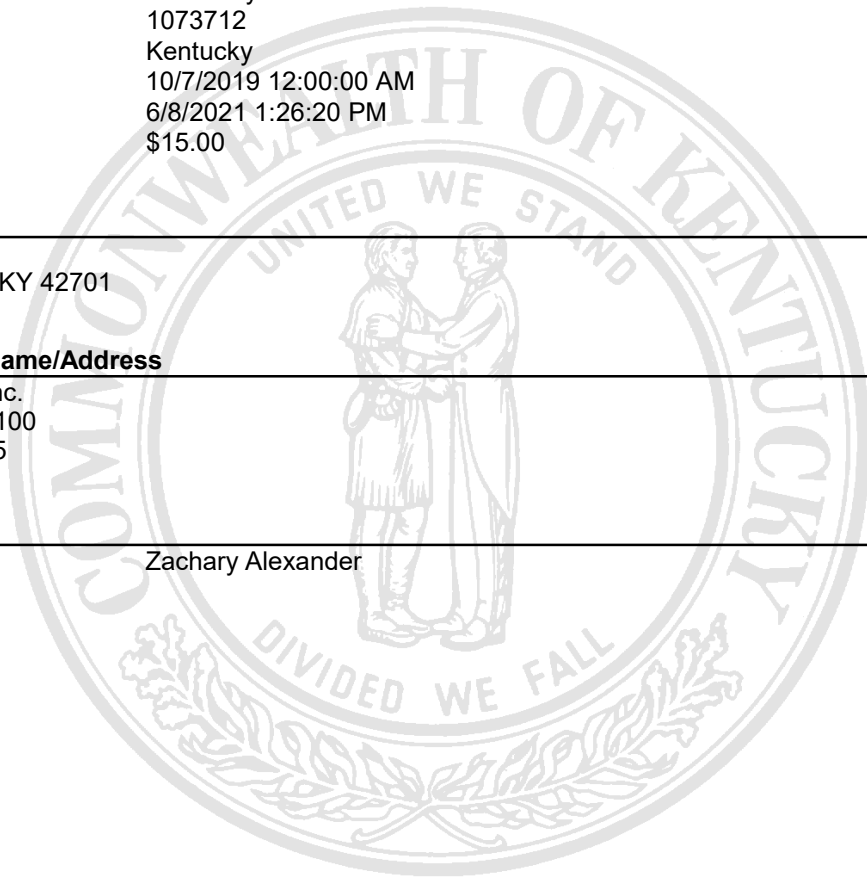 1073712
Kentucky
10/7/2019 12:00:00 AM
6/8/2021 1:26:20 PM
$15.00
KY 42701
ame/Address
nc.
100
5
Zachary Alexander
COMMONWEALTH OF KENTUCKY
UNITED WE STAND
DIVIDED WE FALL